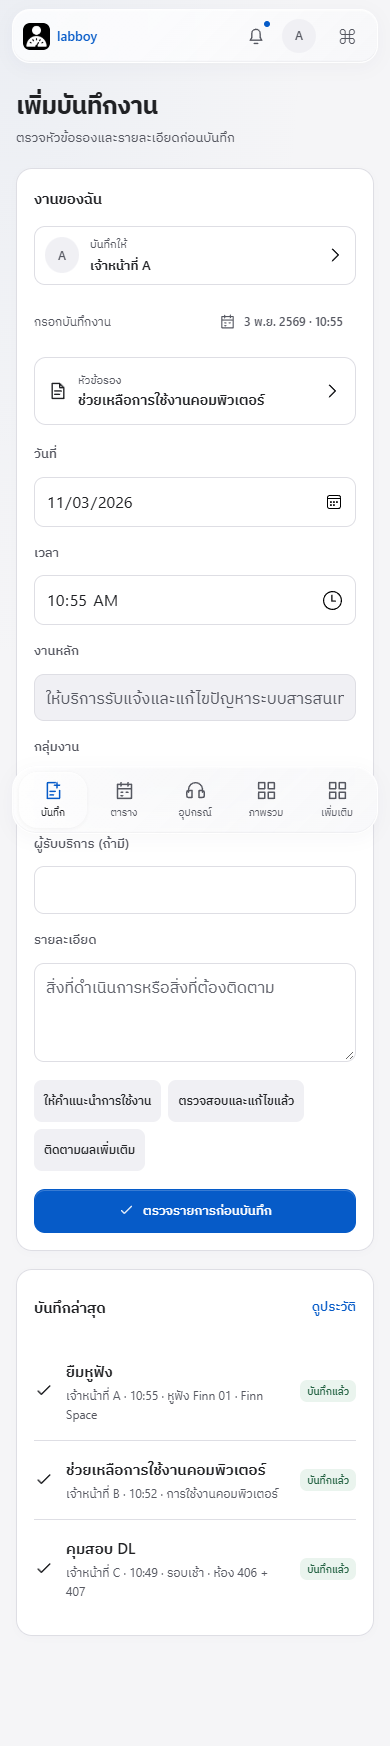 labboy
A
เพิ่มบันทึกงาน
ตรวจหัวข้อรองและรายละเอียดก่อนบันทึก
งานของฉัน
A
บันทึกให้
เจ้าหน้าที่ A
กรอกบันทึกงาน
3 พ.ย. 2569 · 10:55
หัวข้อรอง
ช่วยเหลือการใช้งานคอมพิวเตอร์
วันที่
11/03/2026
เวลา
10:55 AM
งานหลัก
ให้บริการรับแจ้งและแก้ไขปัญหาระบบสารสนเท
กลุ่มงาน
บันทึก
ตาราง
อุปกรณ์
ภาพรวม
เพิ่มเติม
ผู้รับบริการ (ถ้ามี)
รายละเอียด
สิ่งที่ดำเนินการหรือสิ่งที่ต้องติดตาม
ให้คำแนะนำการใช้งาน
ตรวจสอบและแก้ไขแล้ว
ติดตามผลเพิ่มเติม
ตรวจรายการก่อนบันทึก
บันทึกล่าสุด
ดูประวัติ
ยืมหูฟัง
เจ้าหน้าที่ A · 10:55 · หูฟัง Finn 01 · Finn
Space
บันทึกแล้ว
ช่วยเหลือการใช้งานคอมพิวเตอร์
เจ้าหน้าที่ B · 10:52 · การใช้งานคอมพิวเตอร์
บันทึกแล้ว
คุมสอบ DL
เจ้าหน้าที่ C · 10:49 · รอบเช้า · ห้อง 406 +
407
บันทึกแล้ว